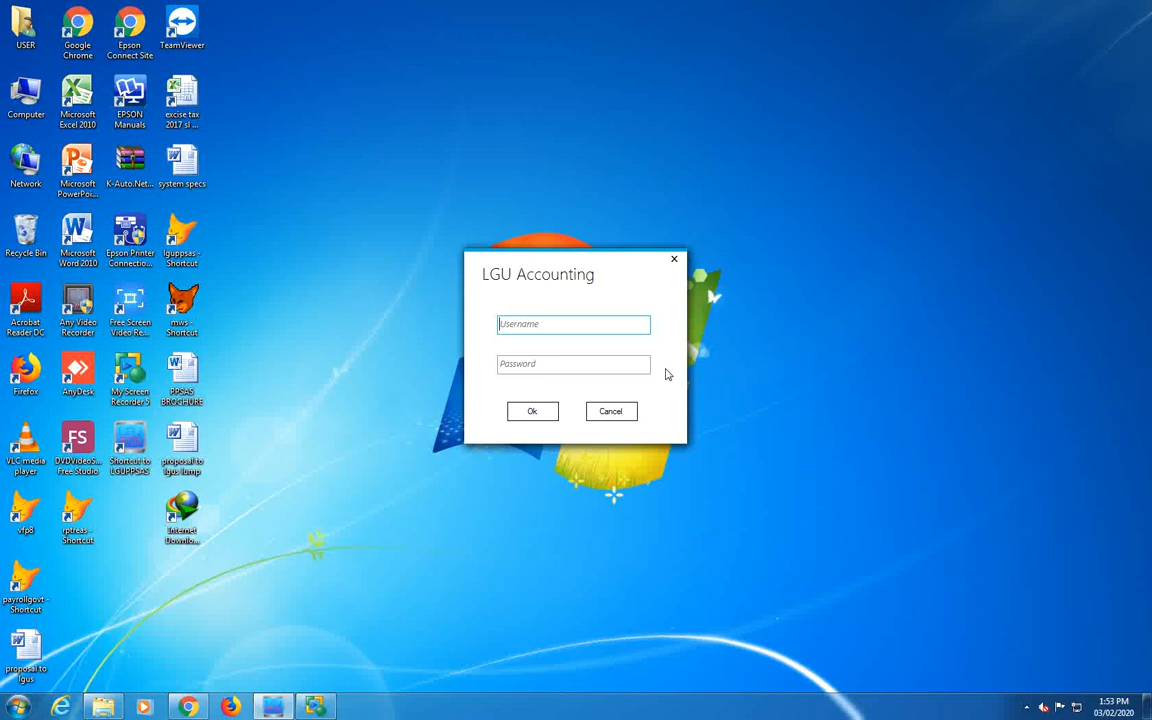 USER
Google
Chrome
Epson
Connect Site
TeamViewer
Computer
Microsoft
Excel 2010
EPSON
Manuals
excise tax
2017 sl ...
Network
Microsoft
PowerPoi...
K-Auto.Net...
system specs
Recycle Bin
Microsoft
Word 2010
Epson Printer
Connectio...
lguppsas -
Shortcut
Acrobat
Reader DC
Any Video
Recorder
Free Screen
Video Re...
mws -
Shortcut
Firefox
AnyDesk
My Screen
Recorder 5
PPSAS
BROCHURE
VLC media
player
FS
DVDVideoS...
Free Studio
Shortcut to
LGUPPSAS
proposal to
lgus lump
vfp8
rptreas -
Shortcut
Internet
Downlo...
payrollgovt -
Shortcut
proposal to
lgus
LGU Accounting
Username
Password
Ok
Cancel
1:53 PM
03/02/2020